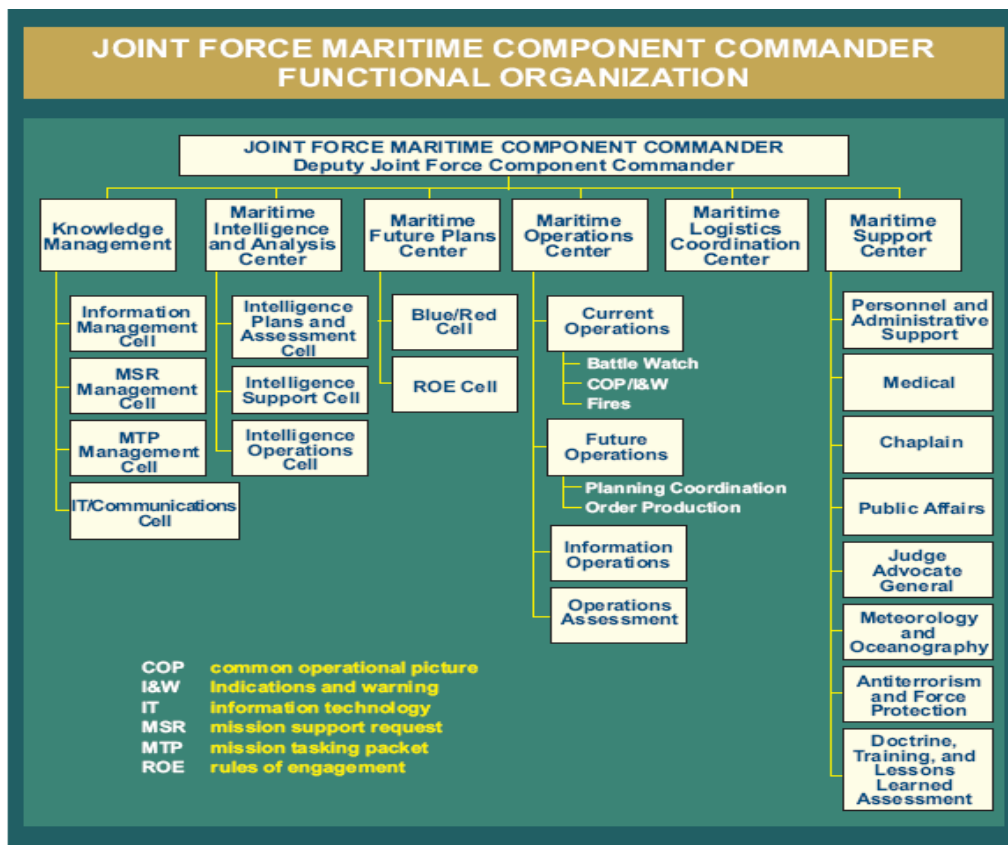 JOINT FORCE MARITIME COMPONENT COMMANDER
FUNCTIONAL ORGANIZATION
JOINT FORCE MARITIME COMPONENT COMMANDER
Deputy Joint Force Component Commander
Knowledge
Management
Information
Management
Cell
MSR
Management
Cell
MTP
Management
Cell
IT/Communications
Cell
Maritime
Intelligence
and Analysis
Center
Intelligence
Plans and
Assessment
Cell
Intelligence
Support Cell
Intelligence
Operations
Cell
Maritime
Future Plans
Center
Blue/Red
Cell
ROE Cell
Maritime
Operations
Center
Current
Operations
Battle Watch
COP/I&W
Fires
Future
Operations
Planning Coordination
Order Production
Information
Operations
Operations
Assessment
Maritime
Logistics
Coordination
Center
Maritime
Support
Center
Personnel and
Administrative
Support
Medical
Chaplain
Public Affairs
Judge
Advocate
General
Meteorology
and
Oceanography
Antiterrorism
and Force
Protection
Doctrine,
Training, and
Lessons
Learned
Assessment
COP common operational picture
I&W Indications and warning
IT information technology
MSR mission support request
MTP mission tasking packet
ROE rules of engagement